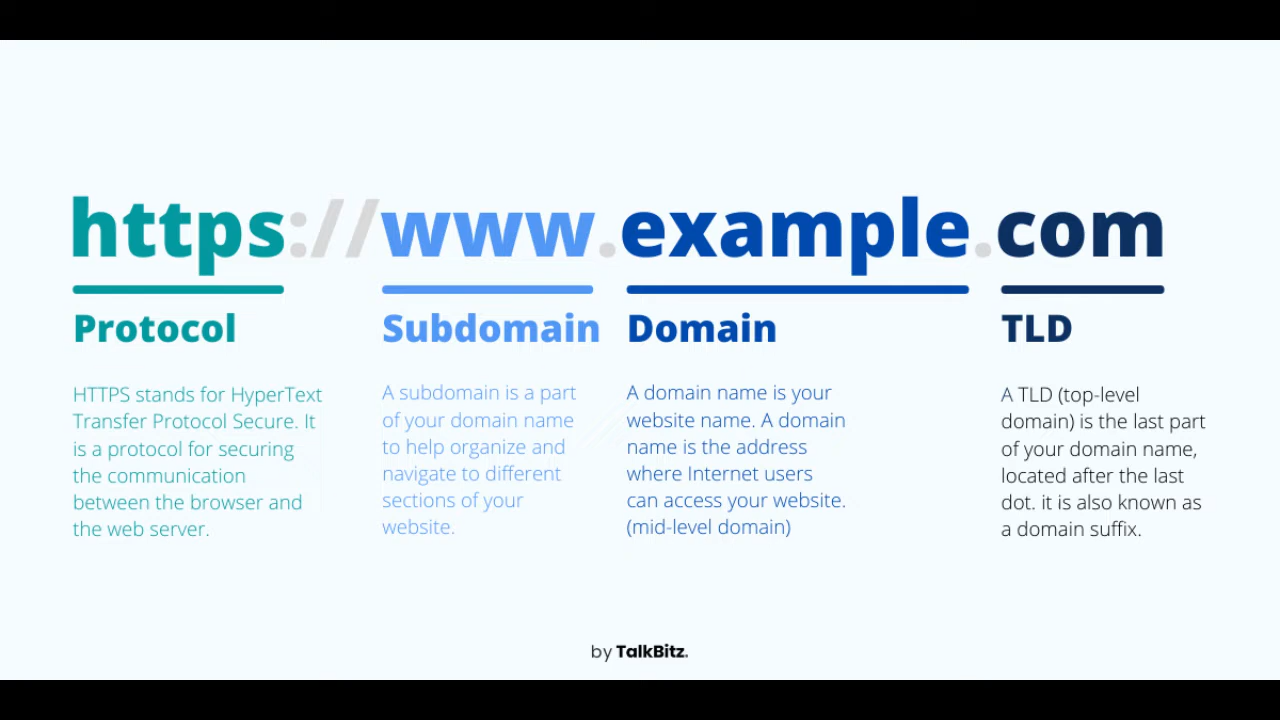 https://www.example.com
Protocol
HTTPS stands for HyperText
Transfer Protocol Secure. It
is a protocol for securing
the communication
between the browser and
the web server.
Subdomain
A subdomain is a part
of your domain name
to help organize and
navigate to different
sections of your
website.
Domain
A domain name is your
website name. A domain
name is the address
where Internet users
can access your website.
(mid-level domain)
TLD
A TLD (top-level
domain) is the last part
of your domain name,
located after the last
dot. it is also known as
a domain suffix.
by TalkBitz.